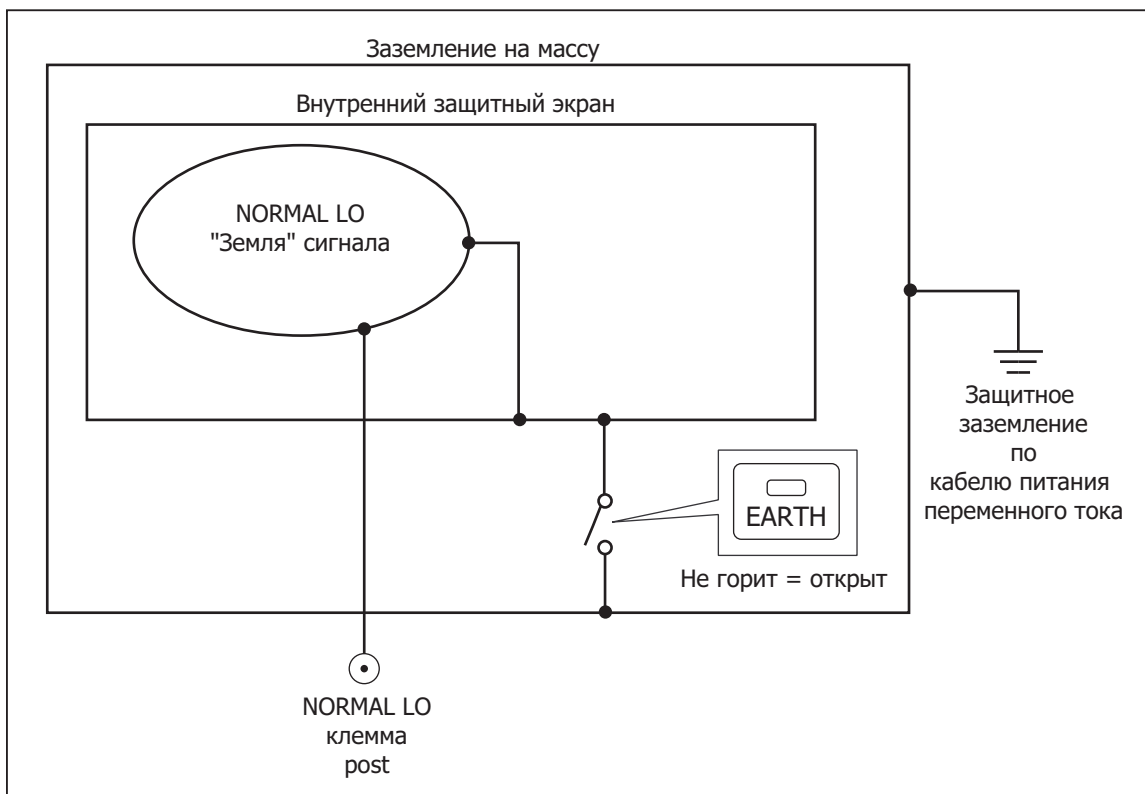 Заземление на массу
Внутренний защитный экран
NORMAL LO
"Земля" сигнала
EARTH
Не горит = открыт
Защитное
заземление
по
кабелю питания
переменного тока
NORMAL LO
клемма
post